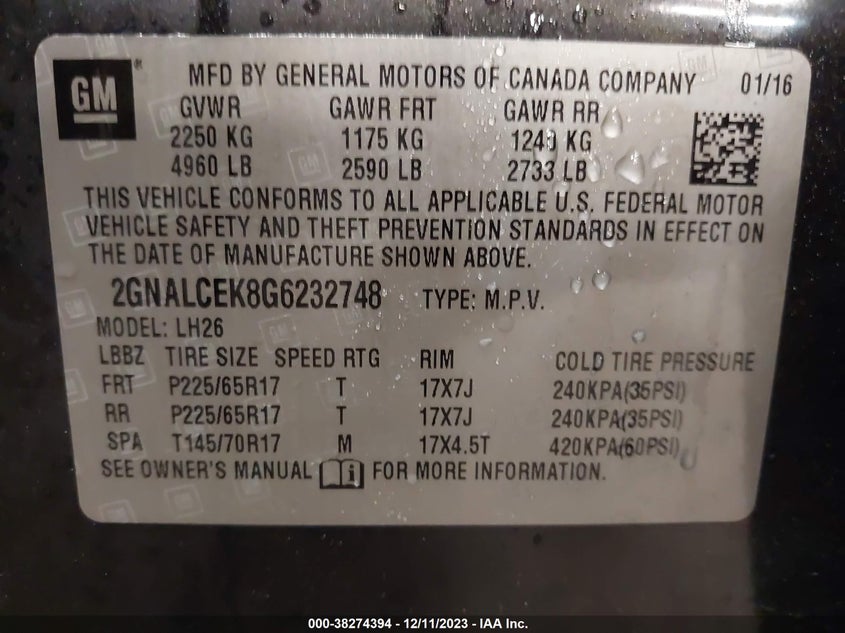 GM ® MFD BY GENERAL MOTORS OF CANADA COMPANY 01/16
GVWR GAWR FRT GAWR RR
2250 KG 1175 KG 1240 KG
4960 LB 2590 LB 2733 LB
THIS VEHICLE CONFORMS TO ALL APPLICABLE U.S. FEDERAL MOTOR
VEHICLE SAFETY AND THEFT PREVENTION STANDARDS IN EFFECT ON
THE DATE OF MANUFACTURE SHOWN ABOVE.
2GNALCEK8G6232748 TYPE: M.P.V.
MODEL: LH26
LBBZ TIRE SIZE SPEED RTG RIM COLD TIRE PRESSURE
FRT P225/65R17 T 17X7J 240KPA(35PSI)
RR P225/65R17 T 17X7J 240KPA(35PSI)
SPA T145/70R17 M 17X4.5T 420KPA(60PSI)
SEE OWNER'S MANUAL i FOR MORE INFORMATION.
000-38274394 - 12/11/2023 - IAA Inc.